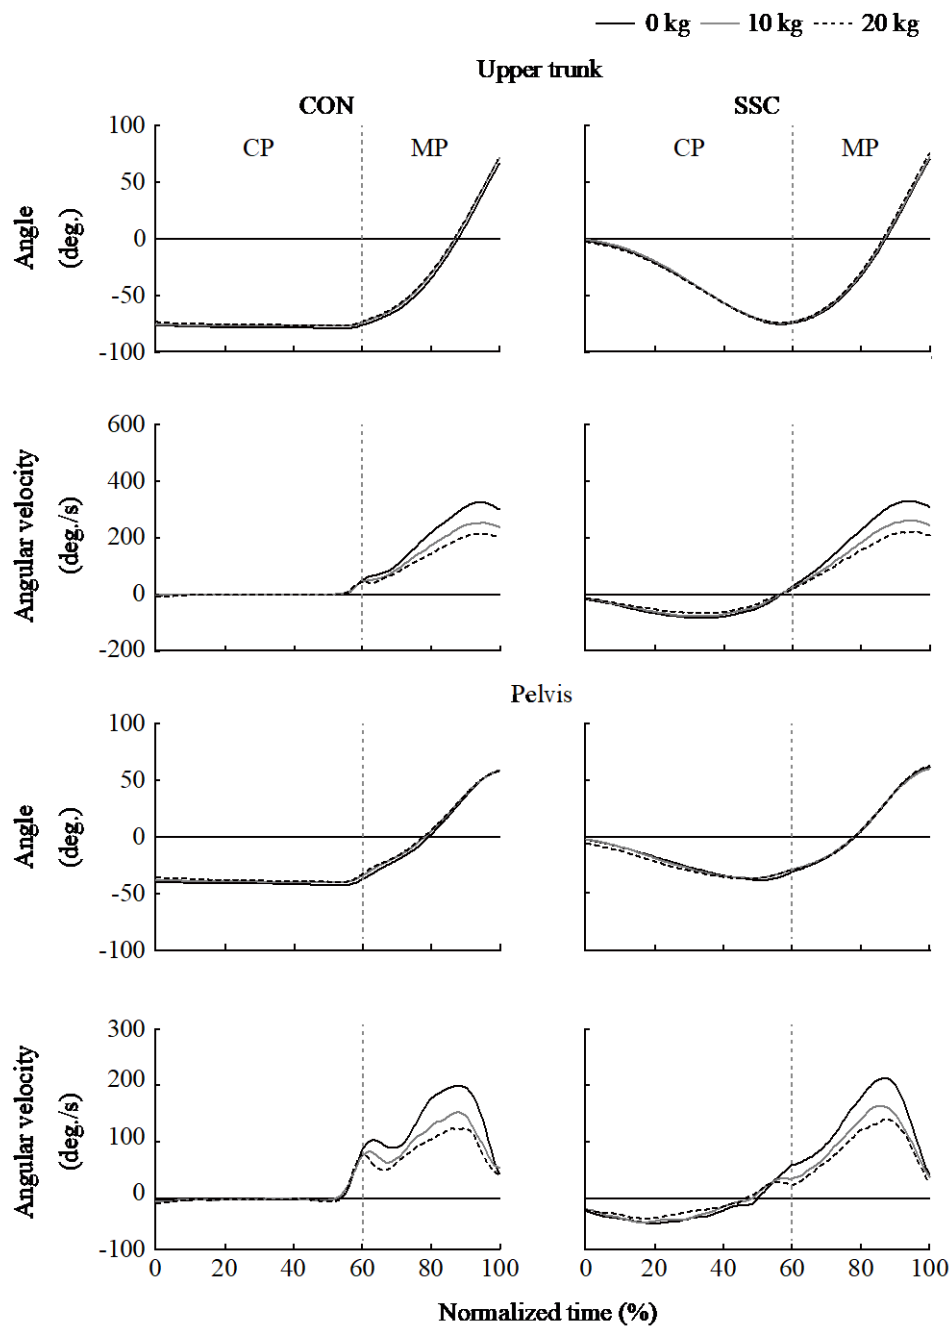 0 kg 10 kg 20 kg
Upper trunk
CON SSC
CP MP CP MP
Angle
(deg.)
100
50
0
-50
-100
Angular velocity
(deg./s)
600
400
200
0
-200
Pelvis
Angle
(deg.)
100
50
0
-50
-100
Angular velocity
(deg./s)
300
200
100
0
-100
0 20 40 60 80 100 0 20 40 60 80 100
Normalized time (%)